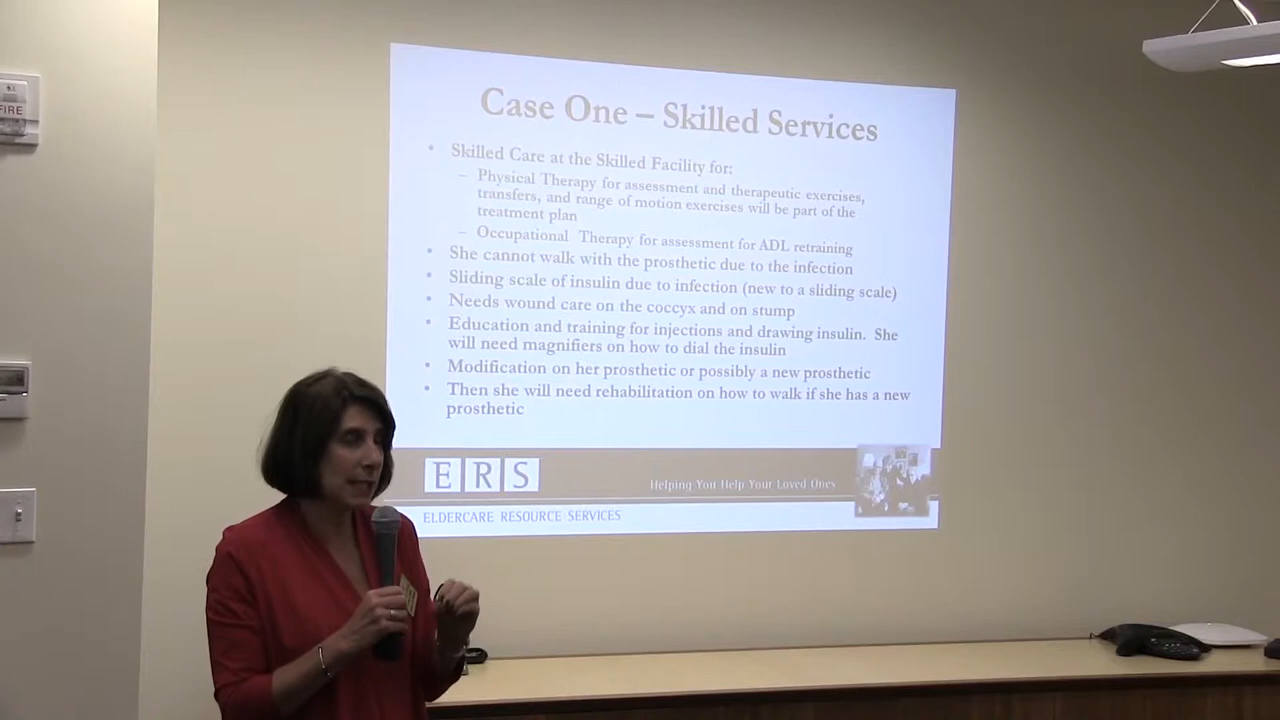 FIRE
Case One – Skilled Services
• Skilled Care at the Skilled Facility for:
– Physical Therapy for assessment and therapeutic exercises,
transfers, and range of motion exercises will be part of the
treatment plan
– Occupational Therapy for assessment for ADL retraining
• She cannot walk with the prosthetic due to the infection
• Sliding scale of insulin due to infection (new to a sliding scale)
• Needs wound care on the coccyx and on stump
• Education and training for injections and drawing insulin. She
will need magnifiers on how to dial the insulin
• Modification on her prosthetic or possibly a new prosthetic
• Then she will need rehabilitation on how to walk if she has a new
prosthetic
ERS
Helping You Help Your Loved Ones
ELDERCARE RESOURCE SERVICES